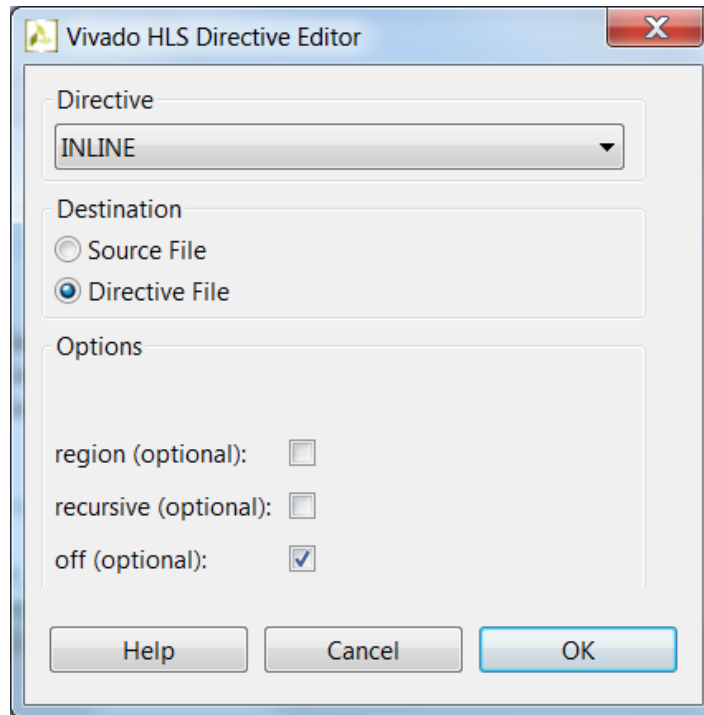 Vivado HLS Directive Editor
Directive
INLINE
Destination
Source File
Directive File
Options
region (optional):
recursive (optional):
off (optional):
Help Cancel OK